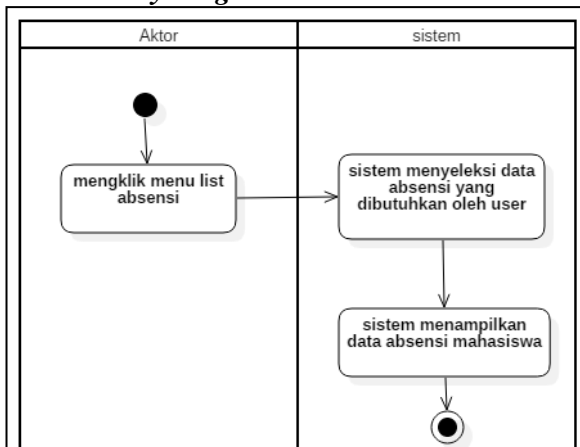 Aktor
sistem
mengklik menu list
absensi
sistem menyeleksi data
absensi yang
dibutuhkan oleh user
sistem menampilkan
data absensi mahasiswa